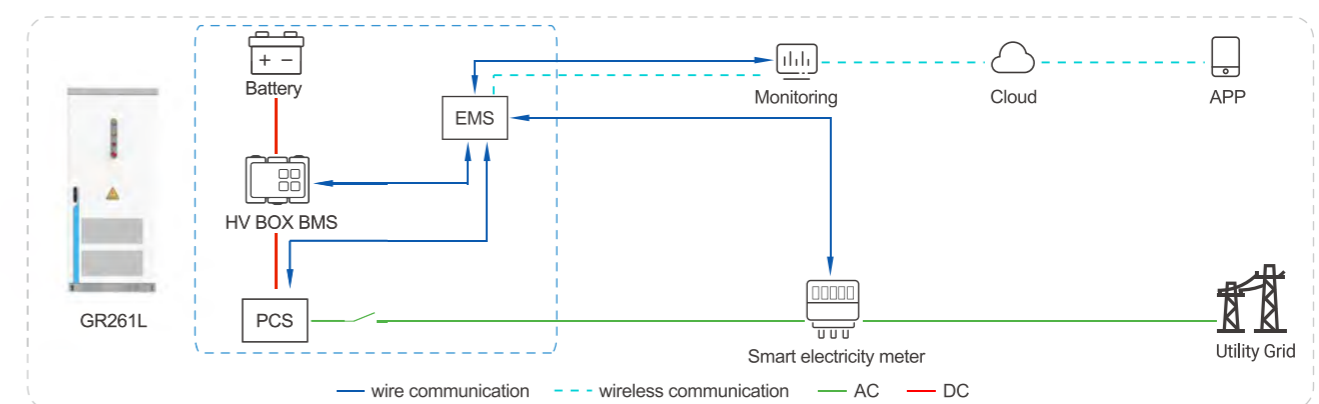 Battery
EMS
Monitoring
Cloud
APP
HV BOX BMS
GR261L
PCS
Smart electricity meter
Utility Grid
wire communication
wireless communication
AC
DC